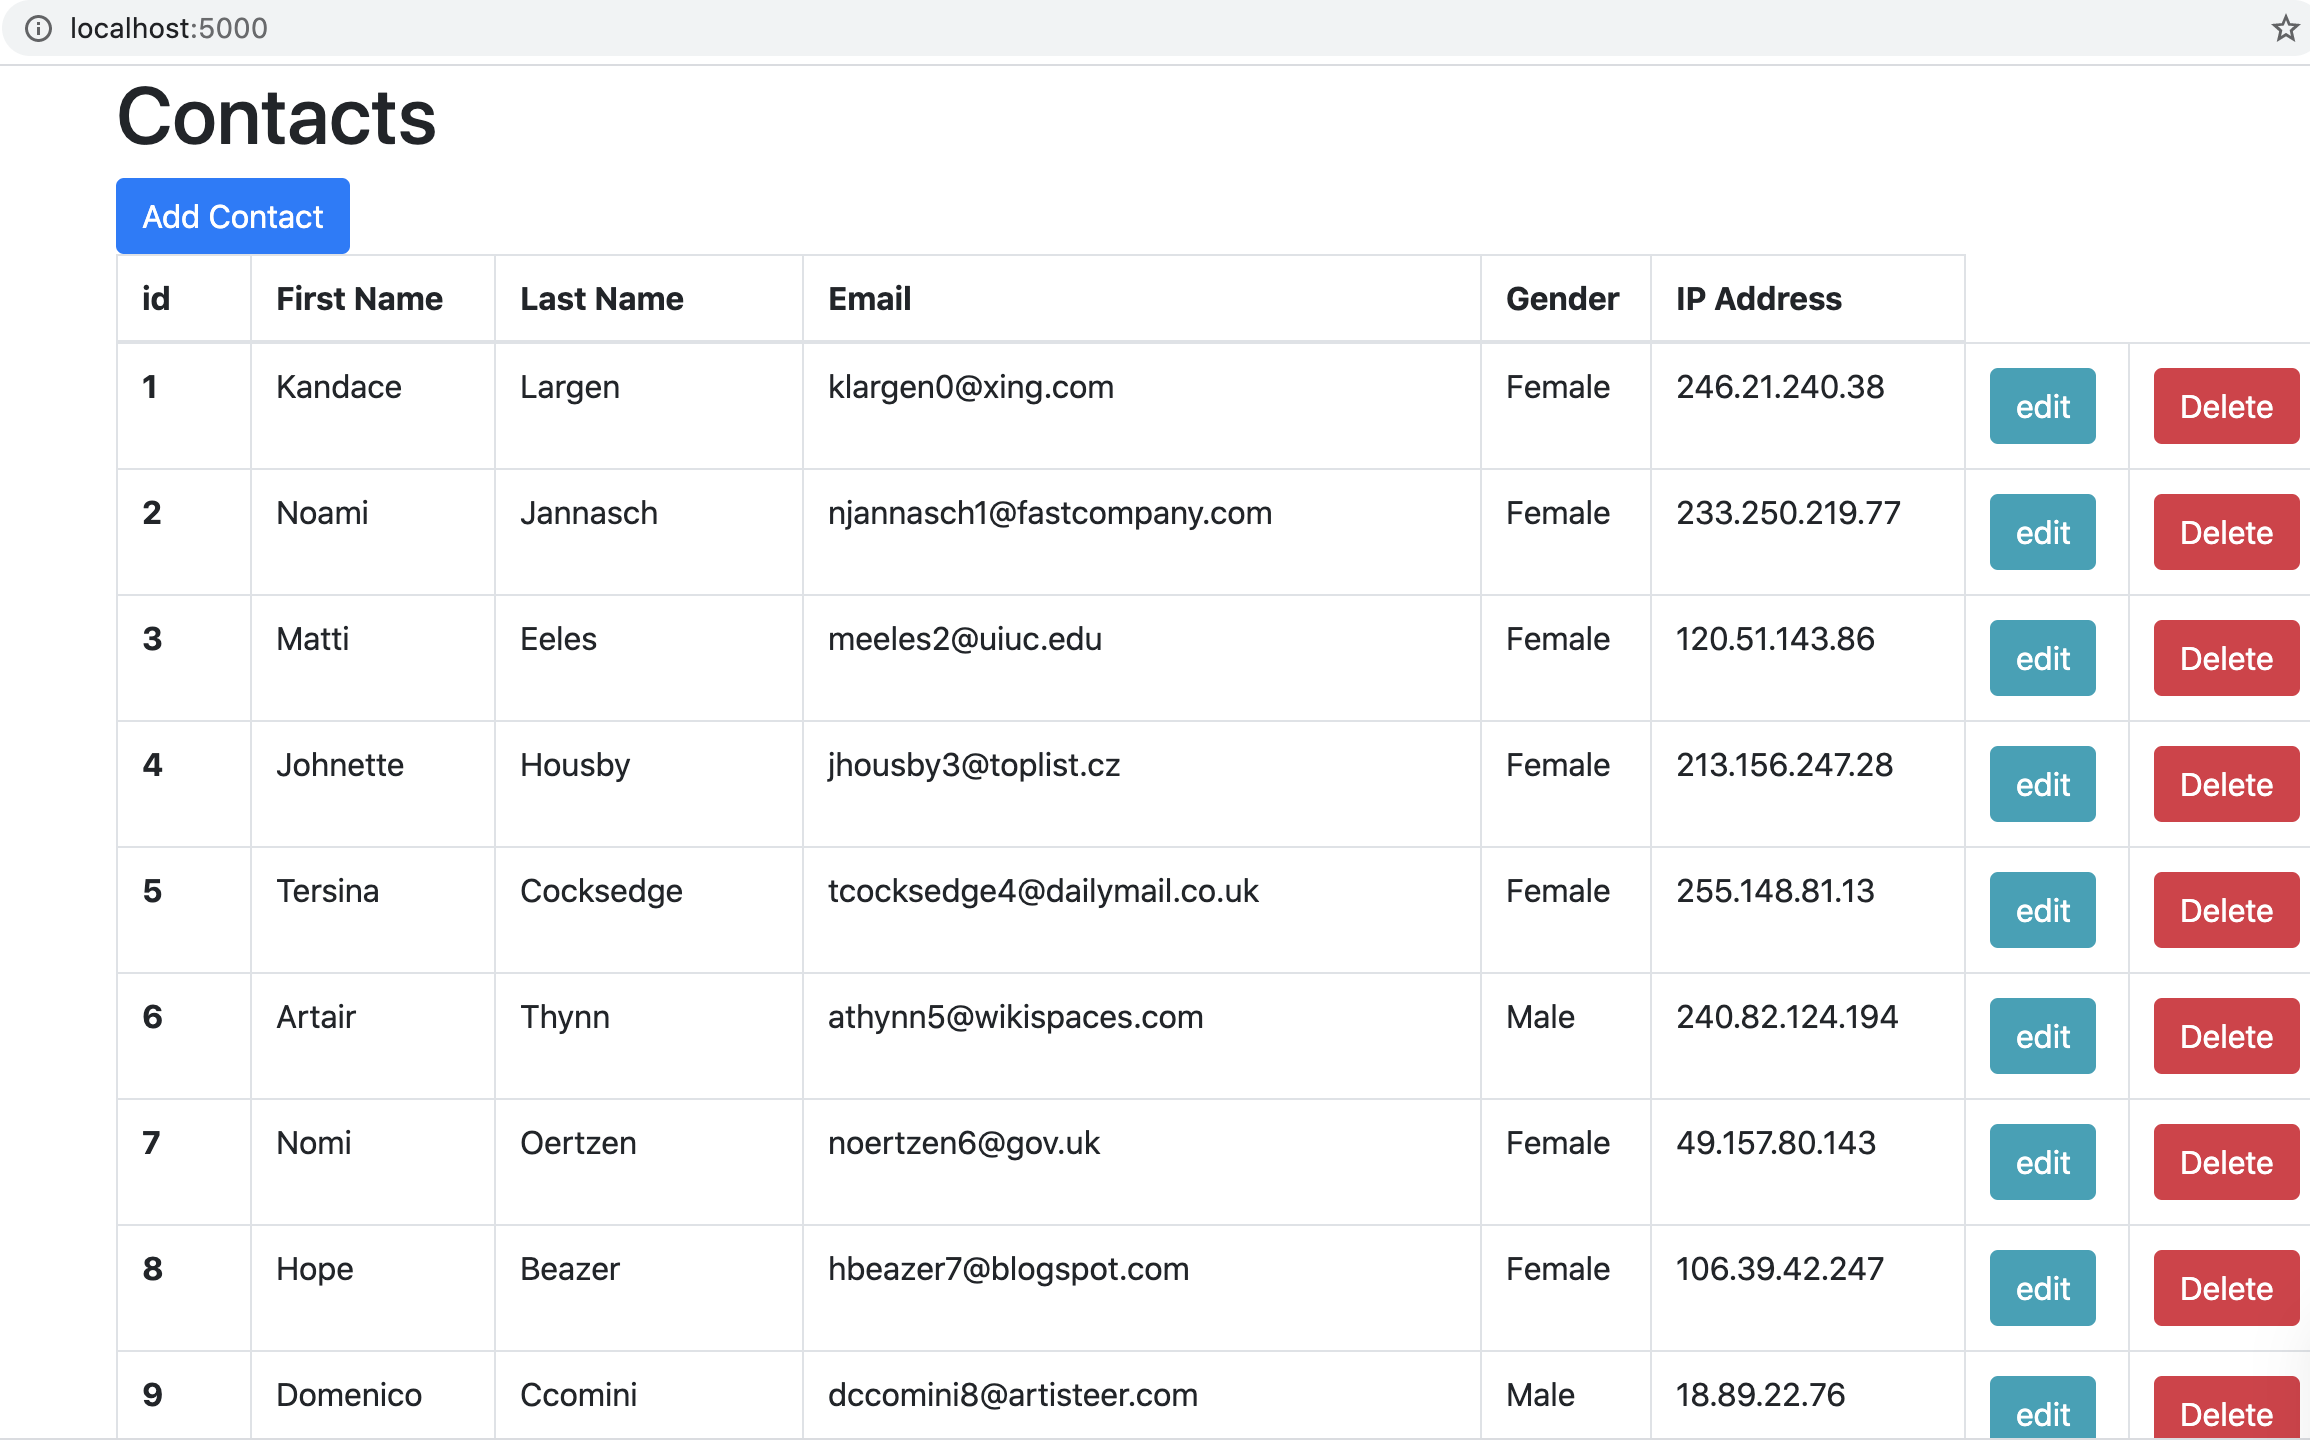 localhost:5000
Contacts
Add Contact
id First Name Last Name Email Gender IP Address
1 Kandace Largen klargen0@xing.com Female 246.21.240.38 edit Delete
2 Noami Jannasch njannasch1@fastcompany.com Female 233.250.219.77 edit Delete
3 Matti Eeles meeles2@uiuc.edu Female 120.51.143.86 edit Delete
4 Johnette Housby jhousby3@toplist.cz Female 213.156.247.28 edit Delete
5 Tersina Cocksedge tcocksedge4@dailymail.co.uk Female 255.148.81.13 edit Delete
6 Artair Thynn athynn5@wikispaces.com Male 240.82.124.194 edit Delete
7 Nomi Oertzen noertzen6@gov.uk Female 49.157.80.143 edit Delete
8 Hope Beazer hbeazer7@blogspot.com Female 106.39.42.247 edit Delete
9 Domenico Ccomini dccomini8@artisteer.com Male 18.89.22.76 edit Delete